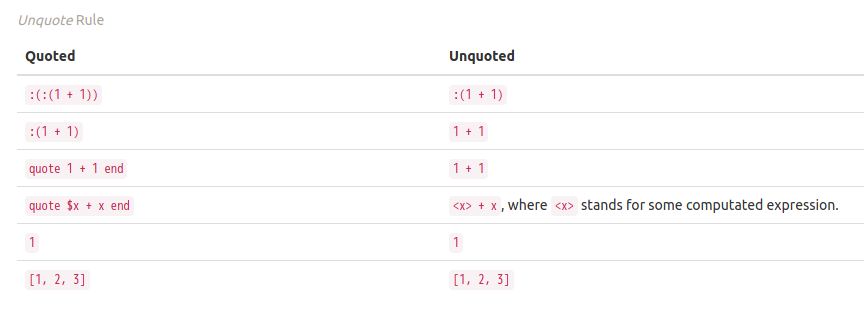 Unquote Rule
Quoted Unquoted
:(:(1 + 1)) :(1 + 1)
:(1 + 1) 1 + 1
quote 1 + 1 end 1 + 1
quote $x + x end <x> + x , where <x> stands for some computated expression.
1 1
[1, 2, 3] [1, 2, 3]